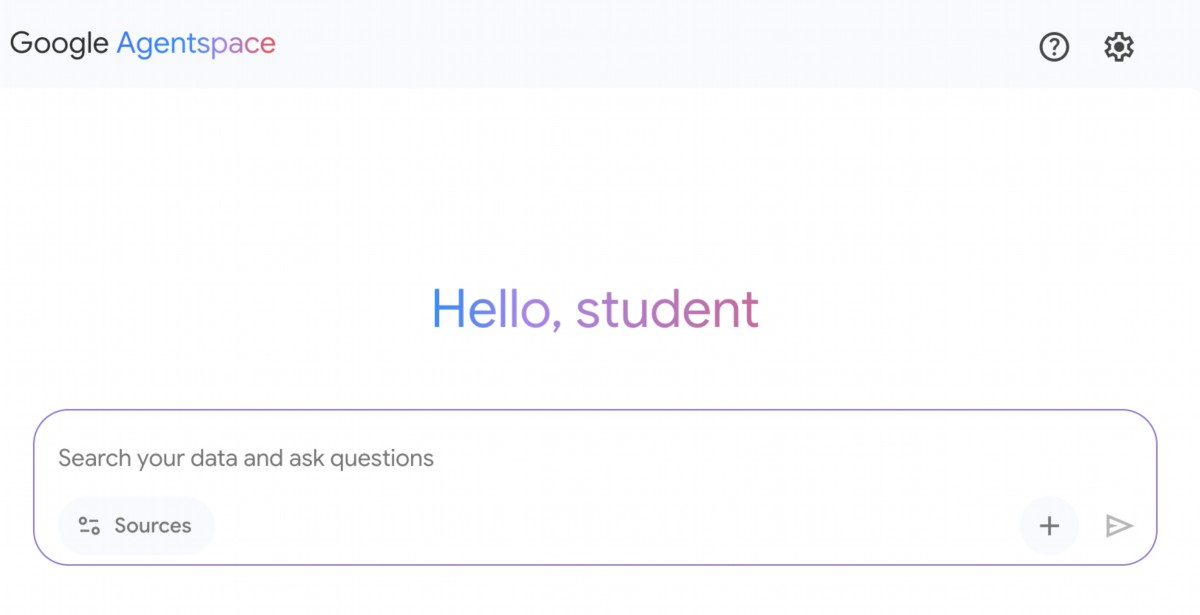 Google Agentspace
Hello, student
Search your data and ask questions
Sources